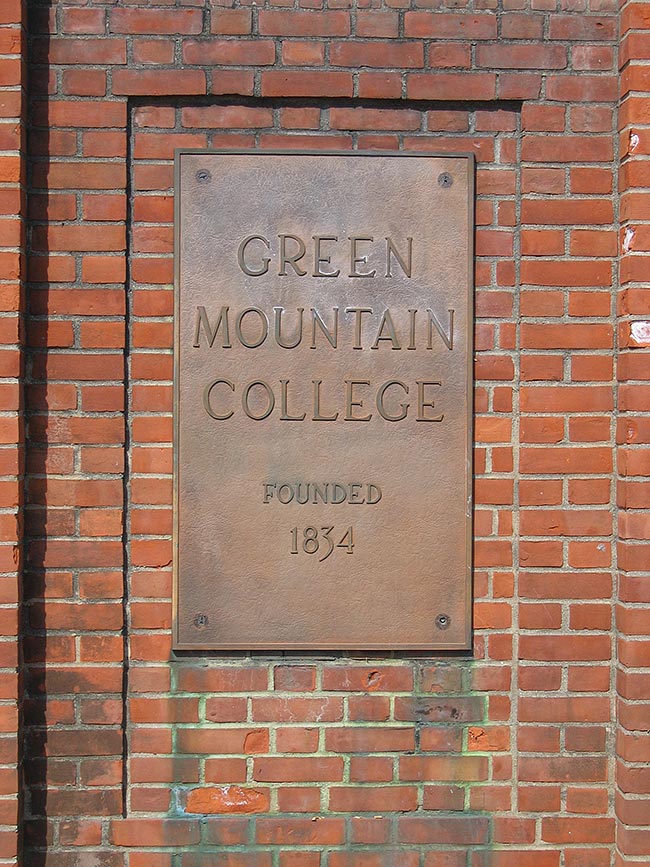 GREEN
MOUNTAIN
COLLEGE
FOUNDED
1834